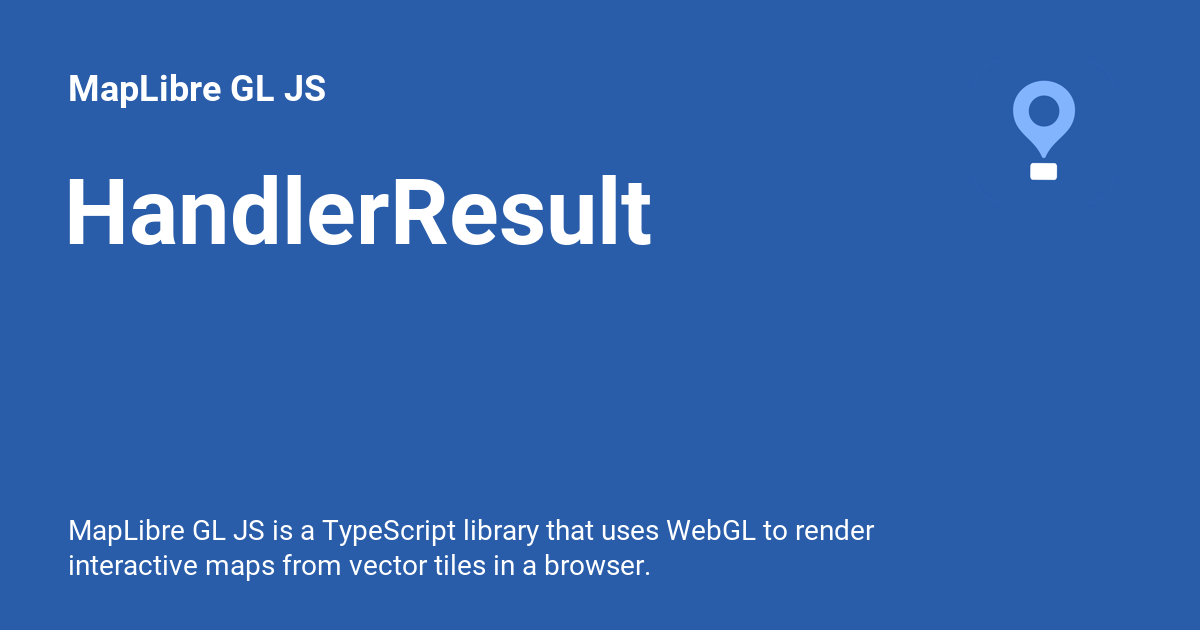 MapLibre GL JS
HandlerResult
MapLibre GL JS is a TypeScript library that uses WebGL to render
interactive maps from vector tiles in a browser.